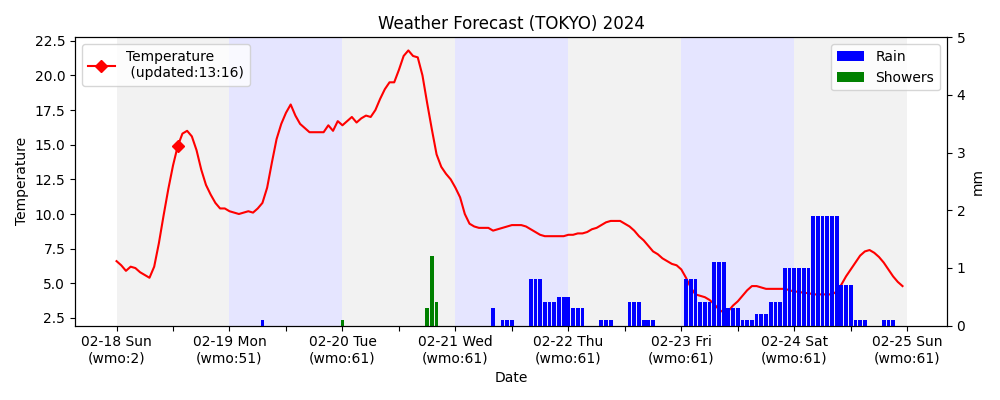 Weather Forecast (TOKYO) 2024
Temperature
(updated:13:16)
Rain
Showers
22.5
20.0
17.5
15.0
12.5
10.0
7.5
5.0
2.5
Temperature
5
4
3
2
1
0
mm
02-18 Sun
(wmo:2)
02-19 Mon
(wmo:51)
02-20 Tue
(wmo:61)
02-21 Wed
(wmo:61)
02-22 Thu
(wmo:61)
02-23 Fri
(wmo:61)
02-24 Sat
(wmo:61)
02-25 Sun
(wmo:61)
Date